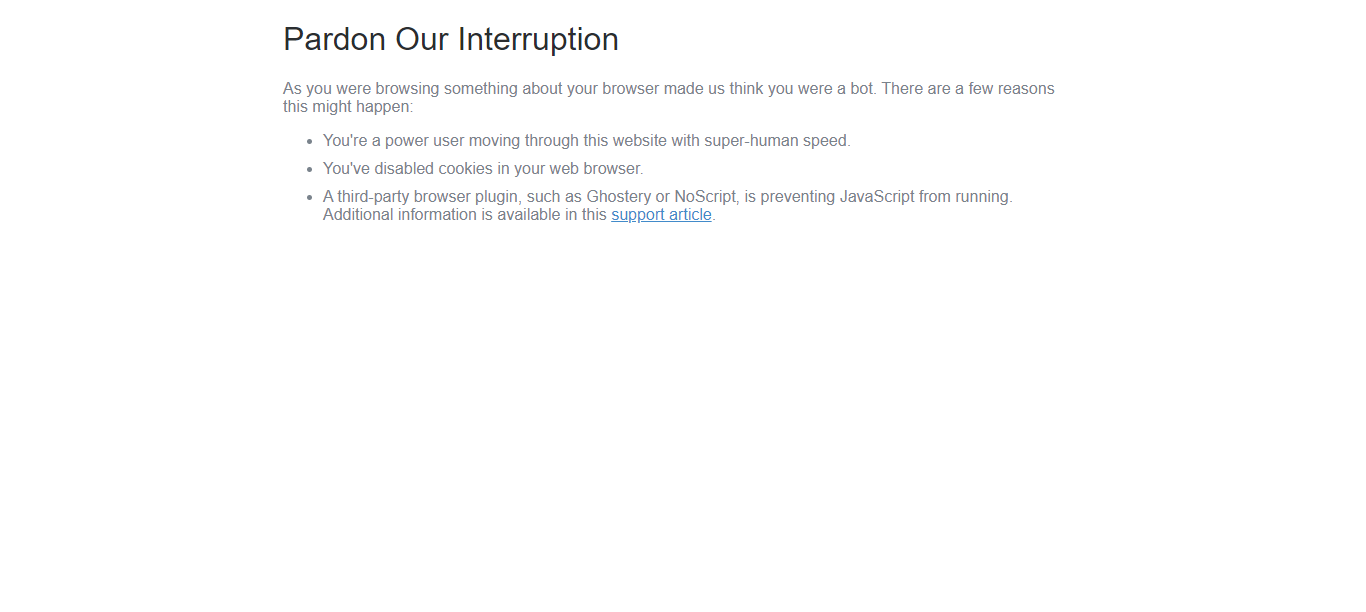 Pardon Our Interruption
As you were browsing something about your browser made us think you were a bot. There are a few reasons
this might happen:
• You're a power user moving through this website with super-human speed.
• You've disabled cookies in your web browser.
• A third-party browser plugin, such as Ghostery or NoScript, is preventing JavaScript from running.
Additional information is available in this support article.